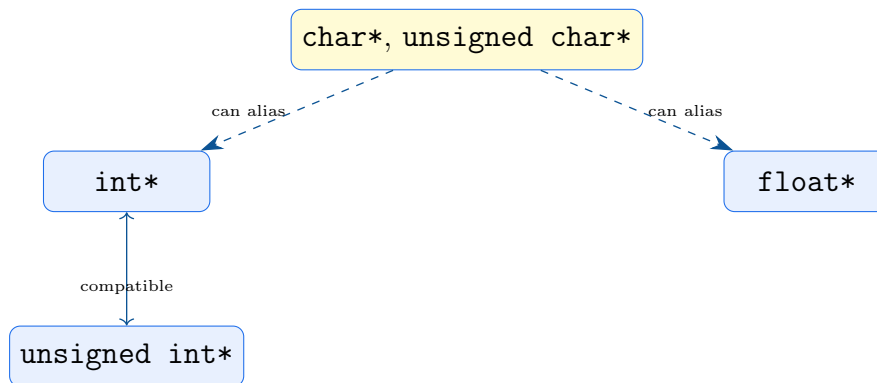 char*, unsigned char*
can alias
can alias
int*
float*
compatible
unsigned int*